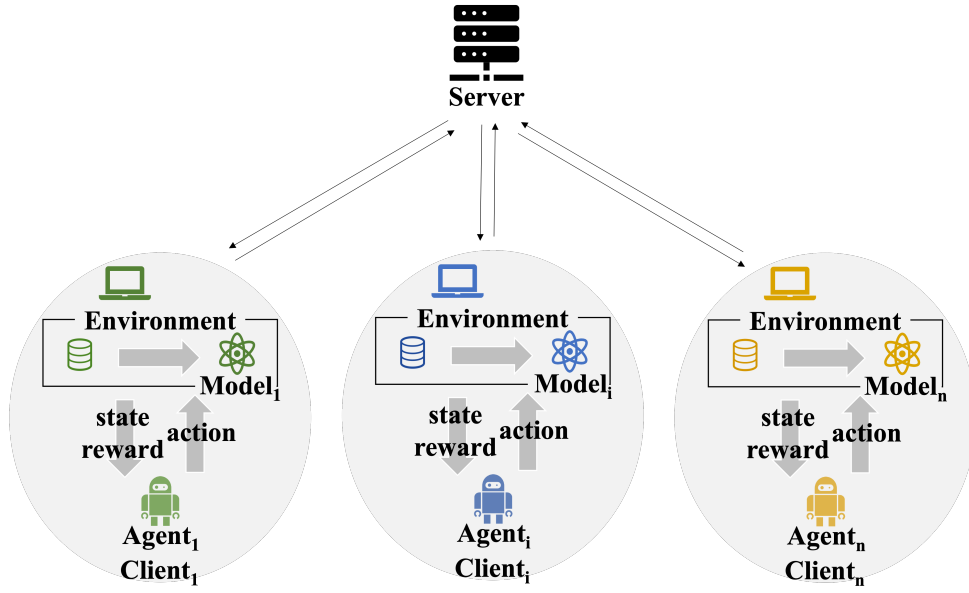 Server
Environment
Model₁
state
reward
action
Agent₁
Client₁
Environment
Modelᵢ
state
reward
action
Agentᵢ
Clientᵢ
Environment
Modelₙ
state
reward
action
Agentₙ
Clientₙ